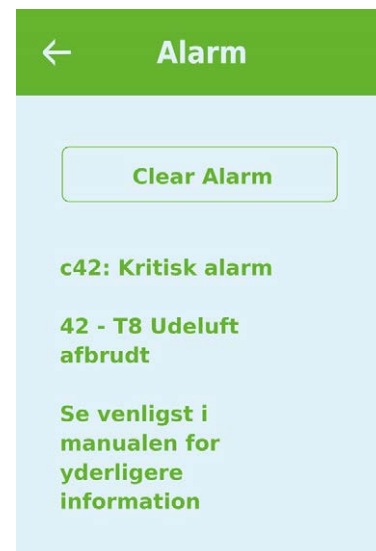 Alarm
Clear Alarm
c42: Kritisk alarm
42 - T8 Udeluft
afbrudt
Se venligst i
manualen for
yderligere
information